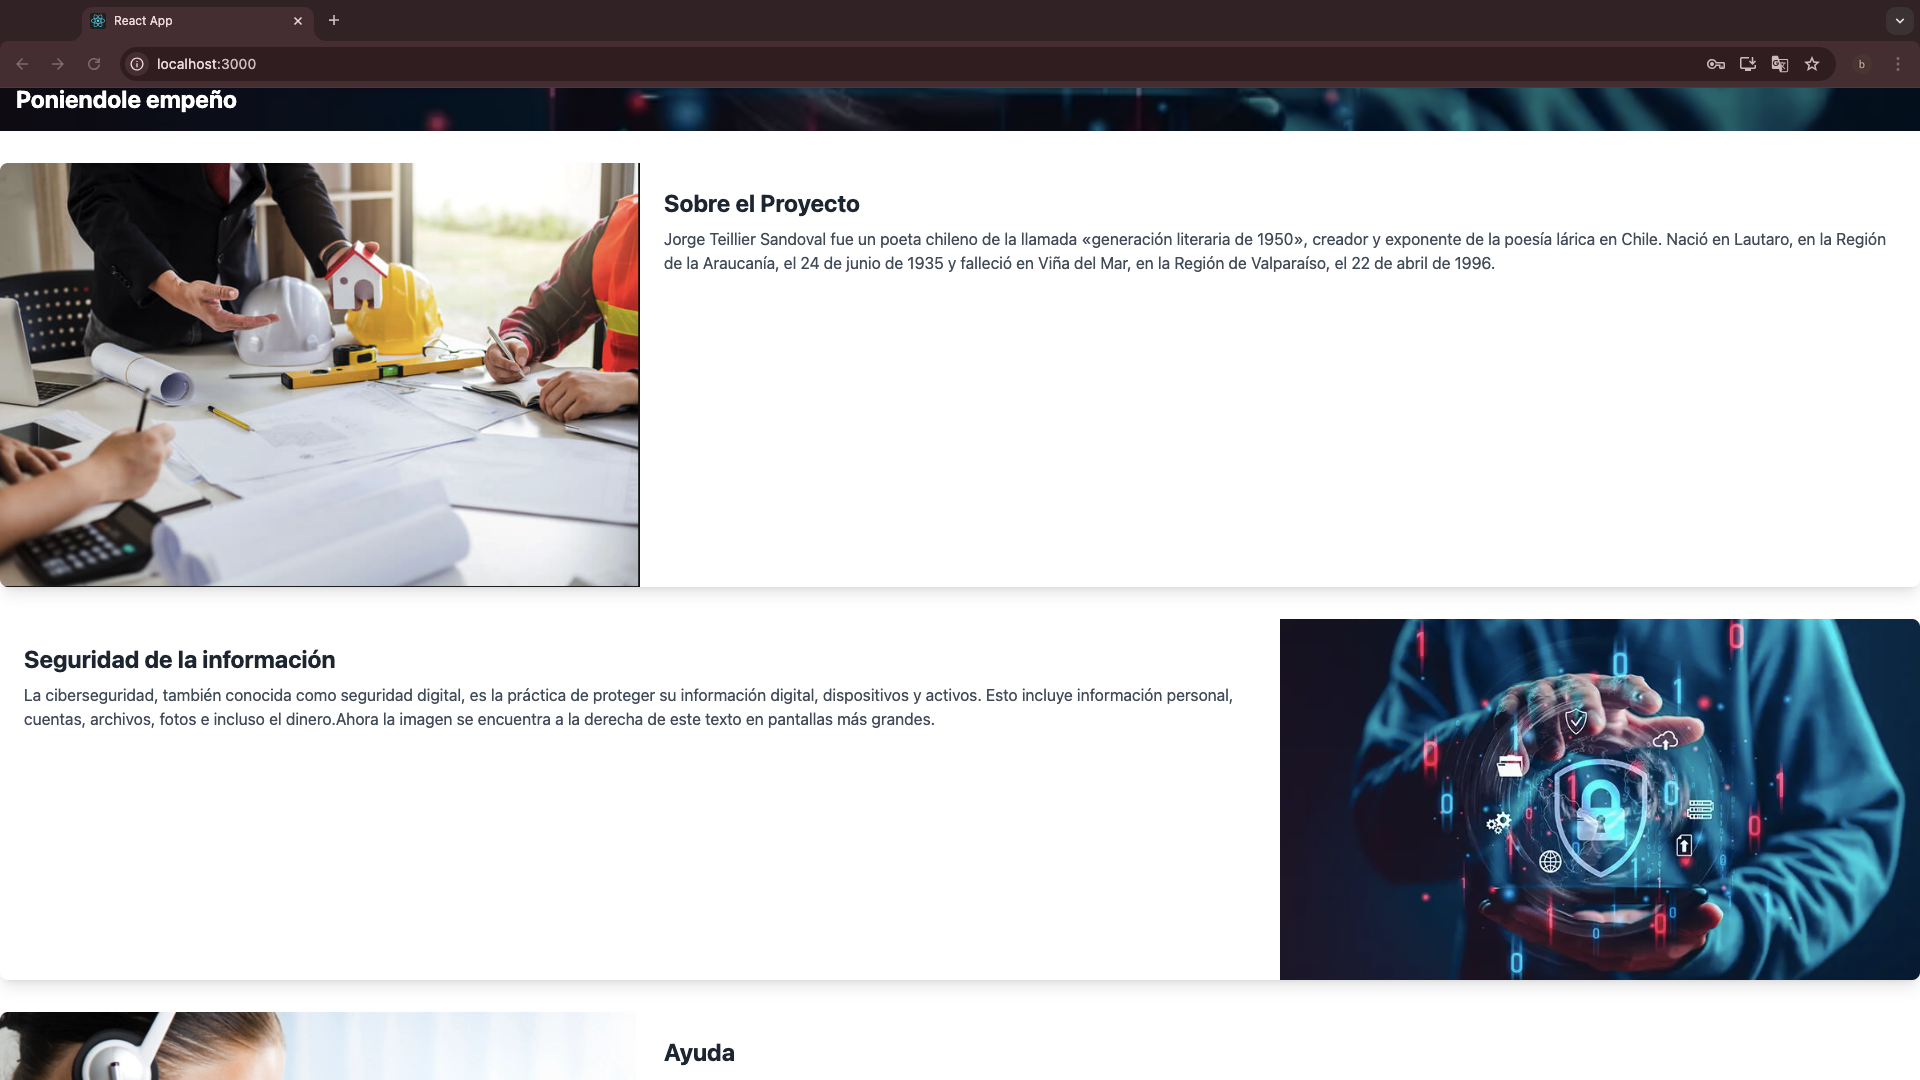 React App
localhost:3000
b
Poniendole empeño
Sobre el Proyecto
Jorge Teillier Sandoval fue un poeta chileno de la llamada «generación literaria de 1950», creador y exponente de la poesía lárica en Chile. Nació en Lautaro, en la Región
de la Araucanía, el 24 de junio de 1935 y falleció en Viña del Mar, en la Región de Valparaíso, el 22 de abril de 1996.
Seguridad de la información
La ciberseguridad, también conocida como seguridad digital, es la práctica de proteger su información digital, dispositivos y activos. Esto incluye información personal,
cuentas, archivos, fotos e incluso el dinero.Ahora la imagen se encuentra a la derecha de este texto en pantallas más grandes.
Ayuda